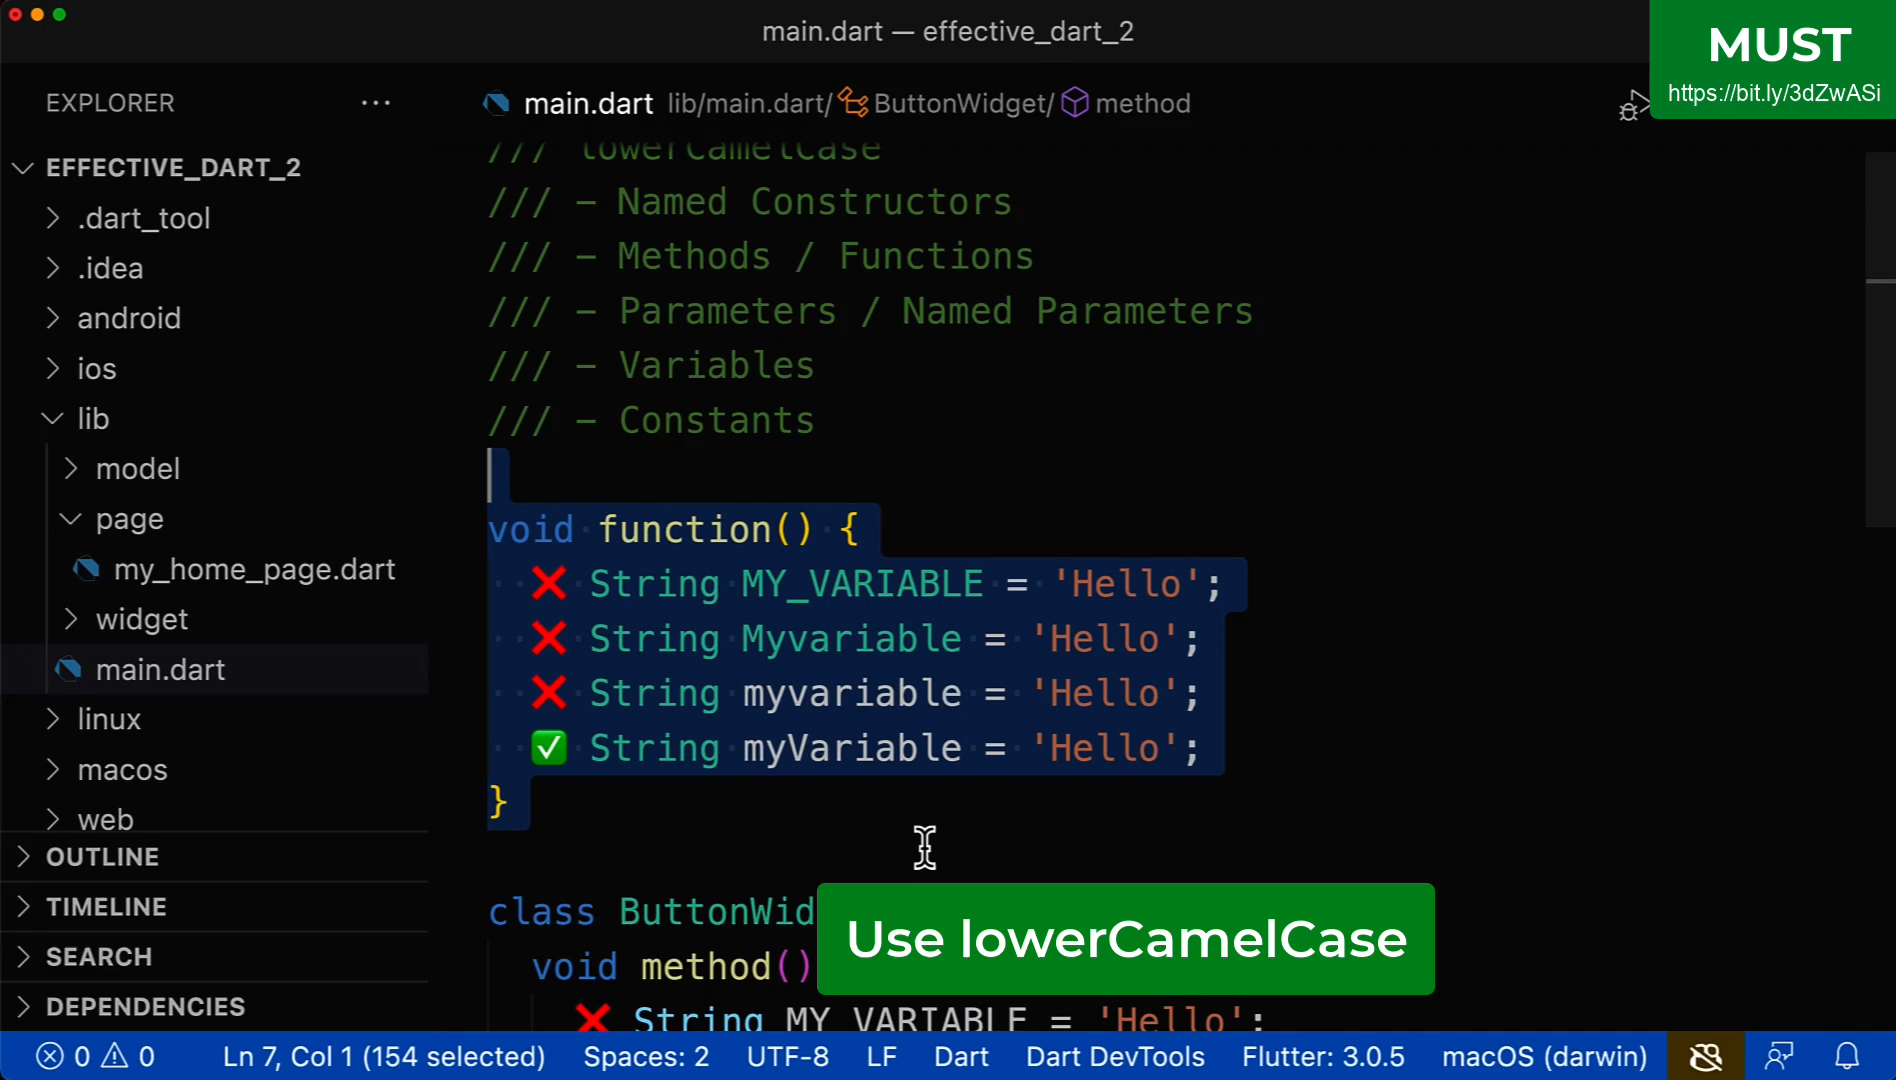 main.dart — effective_dart_2
MUST
https://bit.ly/3dZwASi
EXPLORER
main.dart lib/main.dart/ ButtonWidget/ method
EFFECTIVE_DART_2
.dart_tool
.idea
android
ios
lib
model
page
my_home_page.dart
widget
main.dart
linux
macos
web
OUTLINE
TIMELINE
SEARCH
DEPENDENCIES
/// lowerCamelCase
/// - Named Constructors
/// - Methods / Functions
/// - Parameters / Named Parameters
/// - Variables
/// - Constants
void function() {
❌ String MY_VARIABLE = 'Hello';
❌ String Myvariable = 'Hello';
❌ String myvariable = 'Hello';
✅ String myVariable = 'Hello';
}
class ButtonWid
void method()
❌ String MY_VARIABLE = 'Hello';
Use lowerCamelCase
0 0 Ln 7, Col 1 (154 selected) Spaces: 2 UTF-8 LF Dart Dart DevTools Flutter: 3.0.5 macOS (darwin)